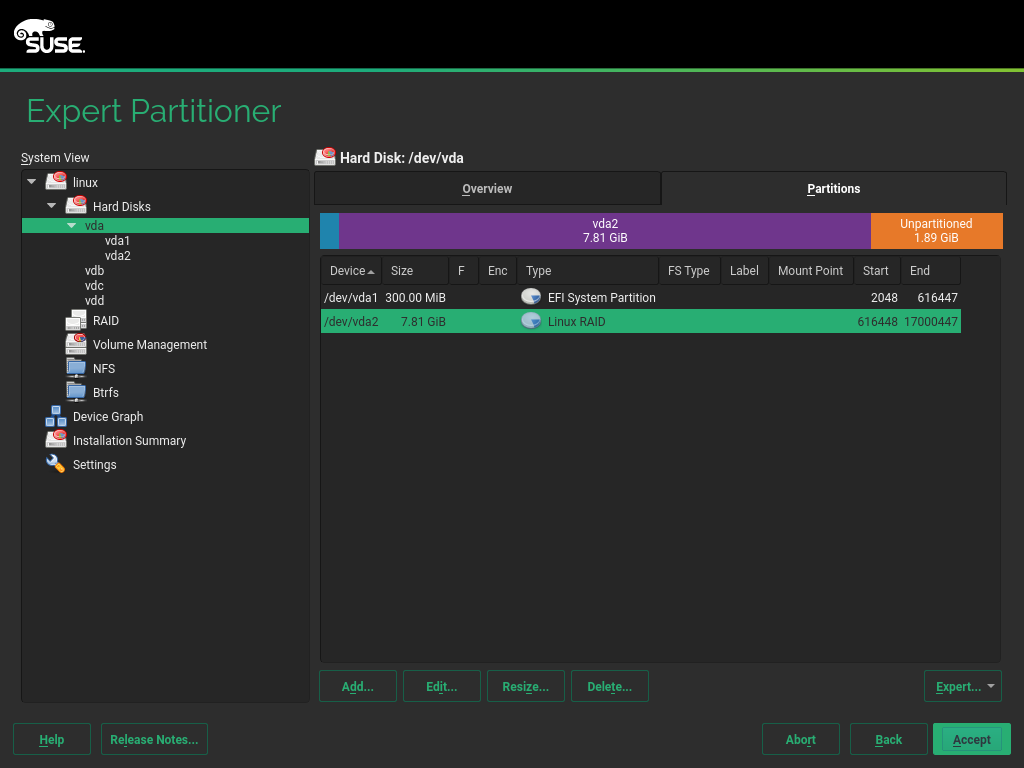 SUSE
Expert Partitioner
System View
linux
Hard Disks
vda
vda1
vda2
vdb
vdc
vdd
RAID
Volume Management
NFS
Btrfs
Device Graph
Installation Summary
Settings
Hard Disk: /dev/vda
Overview Partitions
vda2 Unpartitioned
7.81 GiB 1.89 GiB
Device Size F Enc Type FS Type Label Mount Point Start End
/dev/vda1 300.00 MiB EFI System Partition 2048 616447
/dev/vda2 7.81 GiB Linux RAID 616448 17000447
Add... Edit... Resize... Delete... Expert...
Help Release Notes... Abort Back Accept